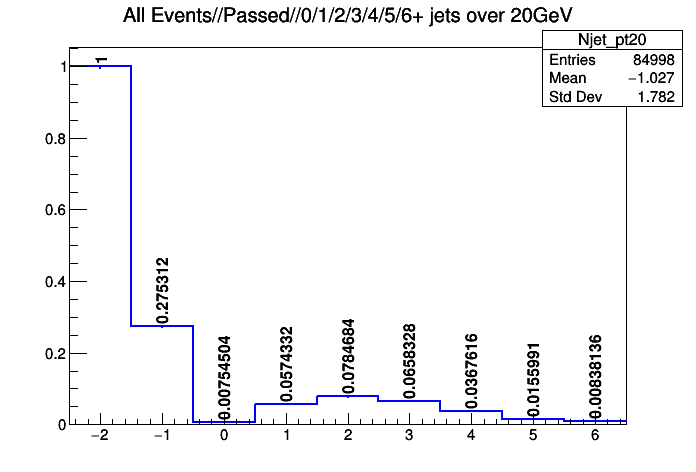 All Events//Passed//0/1/2/3/4/5/6+ jets over 20GeV
Njet_pt20
Entries 84998
Mean −1.027
Std Dev 1.782
1
0.8
0.6
0.4
0.2
0
1
0.275312
0.00754504
0.0574332
0.0784684
0.0658328
0.0367616
0.0155991
0.00838136
−2 −1 0 1 2 3 4 5 6